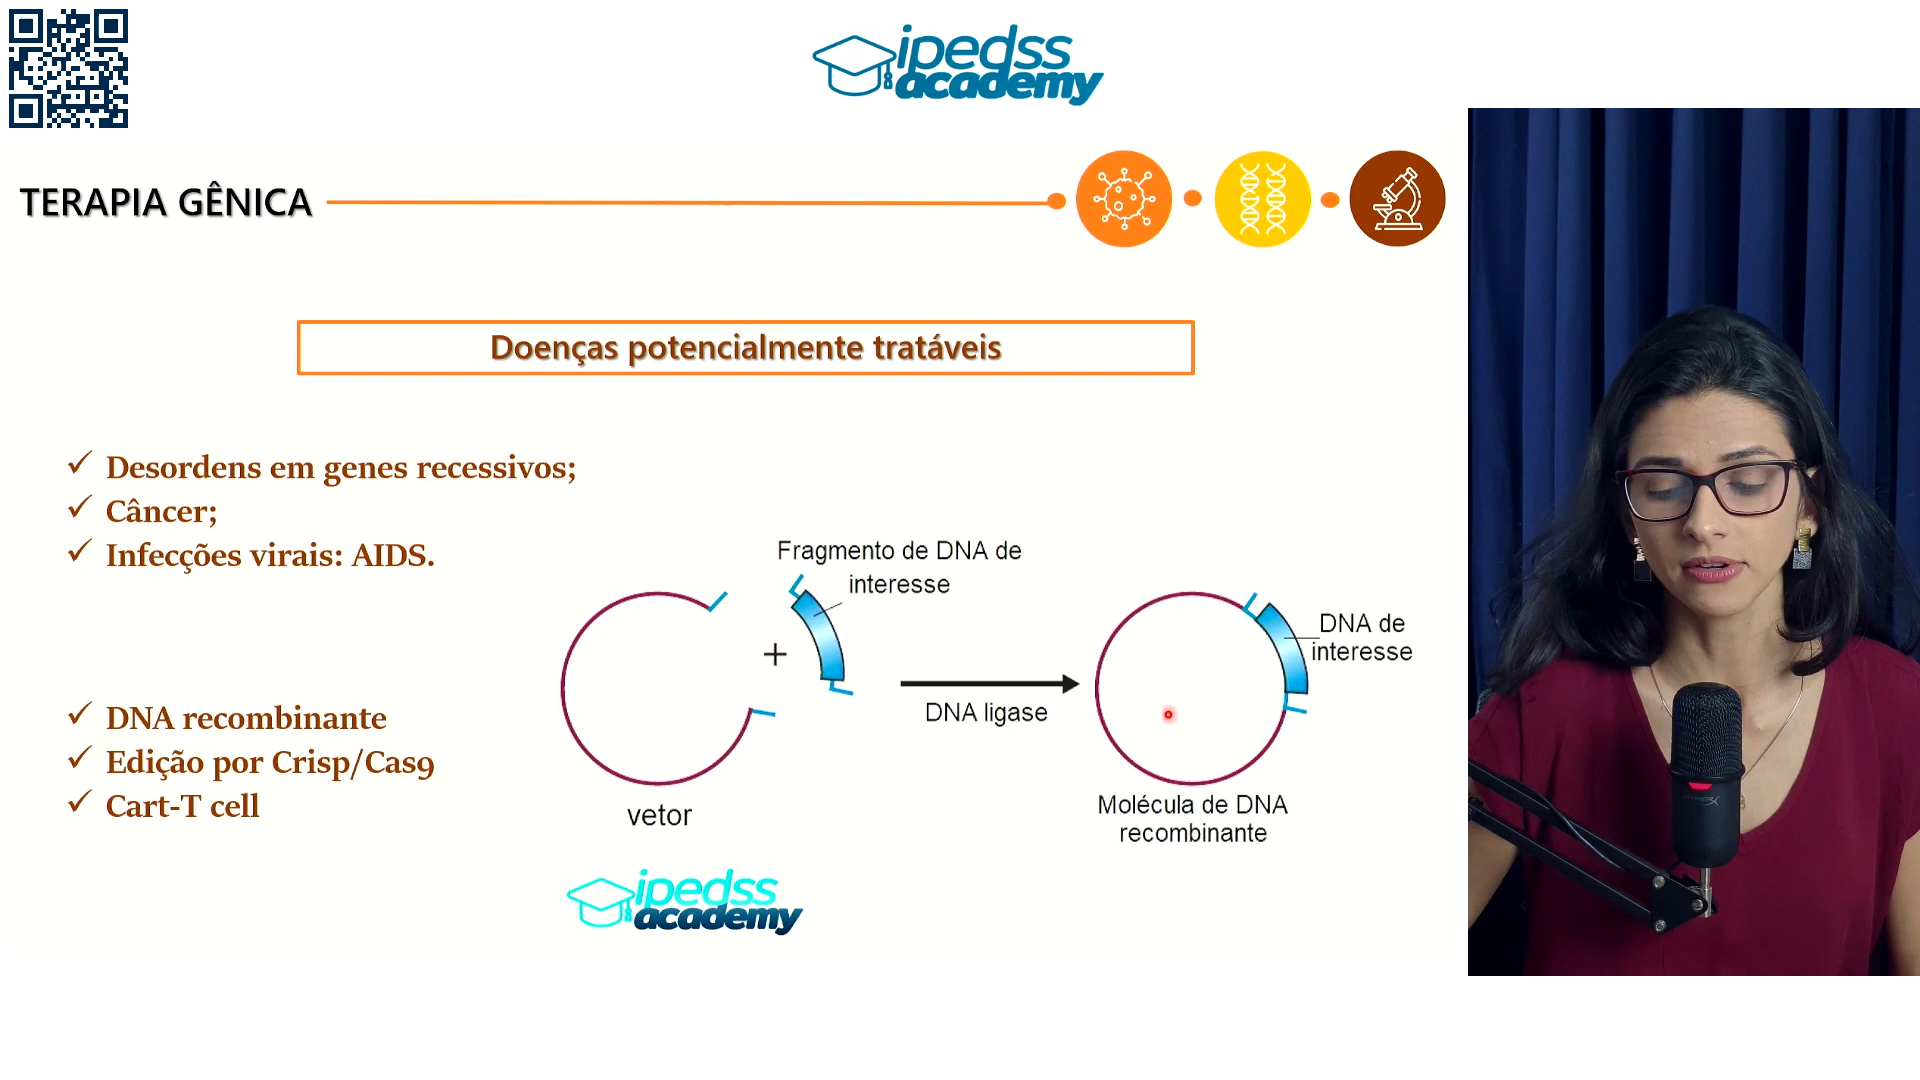 ipedss
academy
TERAPIA GÊNICA
Doenças potencialmente tratáveis
✓ Desordens em genes recessivos;
✓ Câncer;
✓ Infecções virais: AIDS.
✓ DNA recombinante
✓ Edição por Crisp/Cas9
✓ Cart-T cell
Fragmento de DNA de
interesse
+
DNA ligase
vetor
DNA de
interesse
Molécula de DNA
recombinante
ipedss
academy